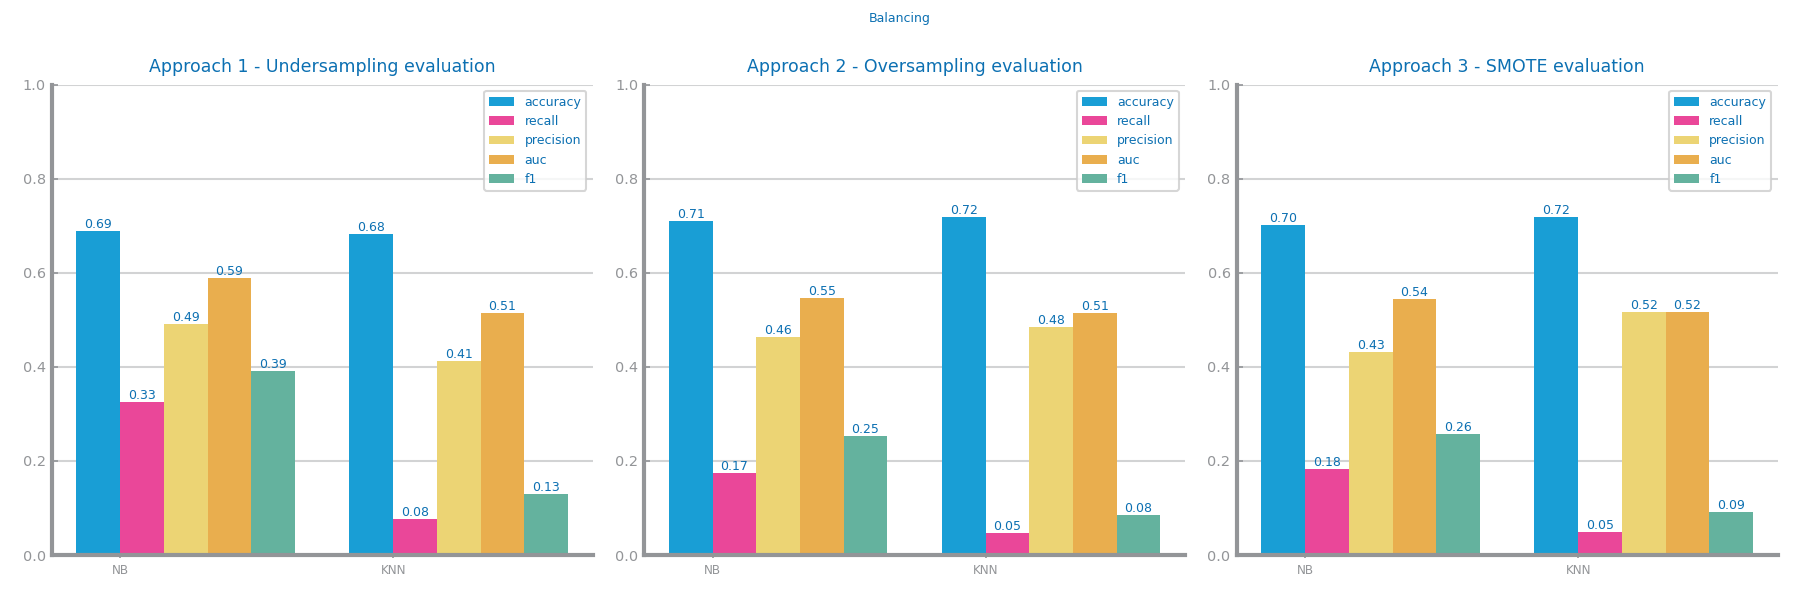 Balancing
Approach 1 - Undersampling evaluation
1.0
0.8
0.6
0.4
0.2
0.0
accuracy
recall
precision
auc
f1
0.69
0.33
0.49
0.59
0.39
0.68
0.08
0.41
0.51
0.13
NB
KNN
Approach 2 - Oversampling evaluation
1.0
0.8
0.6
0.4
0.2
0.0
accuracy
recall
precision
auc
f1
0.71
0.17
0.46
0.55
0.25
0.72
0.05
0.48
0.51
0.08
NB
KNN
Approach 3 - SMOTE evaluation
1.0
0.8
0.6
0.4
0.2
0.0
accuracy
recall
precision
auc
f1
0.70
0.18
0.43
0.54
0.26
0.72
0.05
0.52
0.52
0.09
NB
KNN